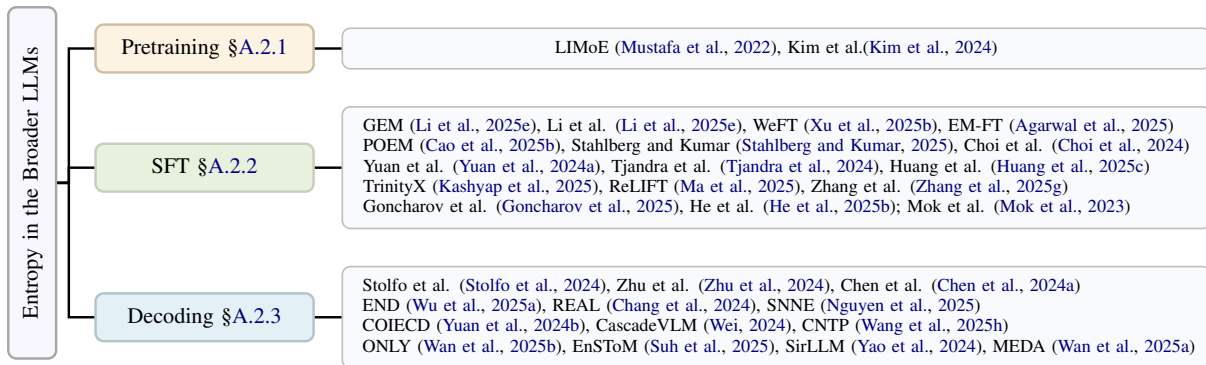 Entropy in the Broader LLMs
Pretraining §A.2.1
LIMoE (Mustafa et al., 2022), Kim et al.(Kim et al., 2024)
SFT §A.2.2
GEM (Li et al., 2025e), Li et al. (Li et al., 2025e), WeFT (Xu et al., 2025b), EM-FT (Agarwal et al., 2025)
POEM (Cao et al., 2025b), Stahlberg and Kumar (Stahlberg and Kumar, 2025), Choi et al. (Choi et al., 2024)
Yuan et al. (Yuan et al., 2024a), Tjandra et al. (Tjandra et al., 2024), Huang et al. (Huang et al., 2025c)
TrinityX (Kashyap et al., 2025), ReLIFT (Ma et al., 2025), Zhang et al. (Zhang et al., 2025g)
Goncharov et al. (Goncharov et al., 2025), He et al. (He et al., 2025b); Mok et al. (Mok et al., 2023)
Decoding §A.2.3
Stolfo et al. (Stolfo et al., 2024), Zhu et al. (Zhu et al., 2024), Chen et al. (Chen et al., 2024a)
END (Wu et al., 2025a), REAL (Chang et al., 2024), SNNE (Nguyen et al., 2025)
COIECD (Yuan et al., 2024b), CascadeVLM (Wei, 2024), CNTP (Wang et al., 2025h)
ONLY (Wan et al., 2025b), EnSToM (Suh et al., 2025), SirLLM (Yao et al., 2024), MEDA (Wan et al., 2025a)